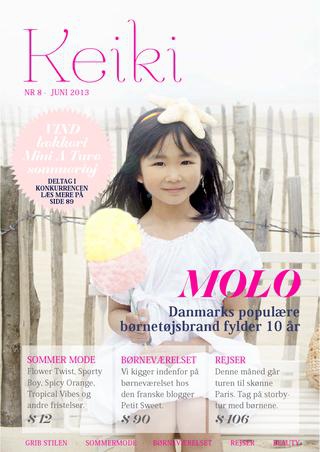 Keiki
NR 8 - JUNI 2013
VIND
lækkert
Mini A Ture
sommertøj
DELTAG I
KONKURRENCEN
LÆS MERE PÅ
SIDE 89
MOLO
Danmarks populære
børnetøjsbrand fylder 10 år
SOMMER MODE
Flower Twist, Sporty
Boy, Spicy Orange,
Tropical Vibes og
andre fristelser.
S 12
BØRNEVÆRELSET
Vi kigger indenfor på
børneværelset hos
den franske blogger
Petit Sweet.
S 90
REJSER
Denne måned går
turen til skønne
Paris. Tag på storby-
tur med børnene.
S 106
GRIB STILEN - SOMMERMODE - BØRNEVÆRELSET - REJSER - BEAUTY